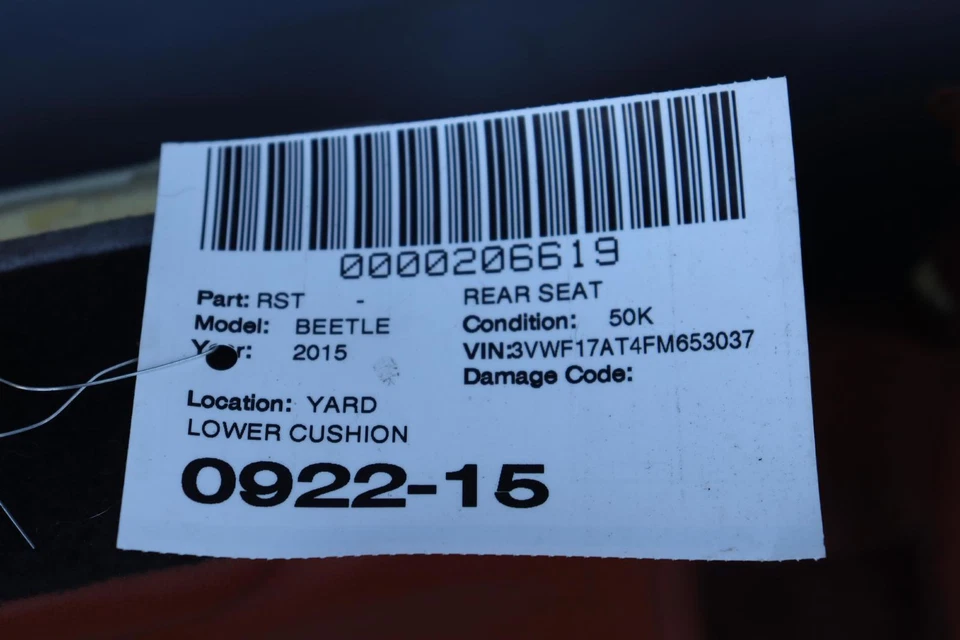 0000206619
Part: RST - REAR SEAT
Model: BEETLE Condition: 50K
Year: 2015 VIN:3VWF17AT4FM653037
Damage Code:
Location: YARD
LOWER CUSHION
0922-15